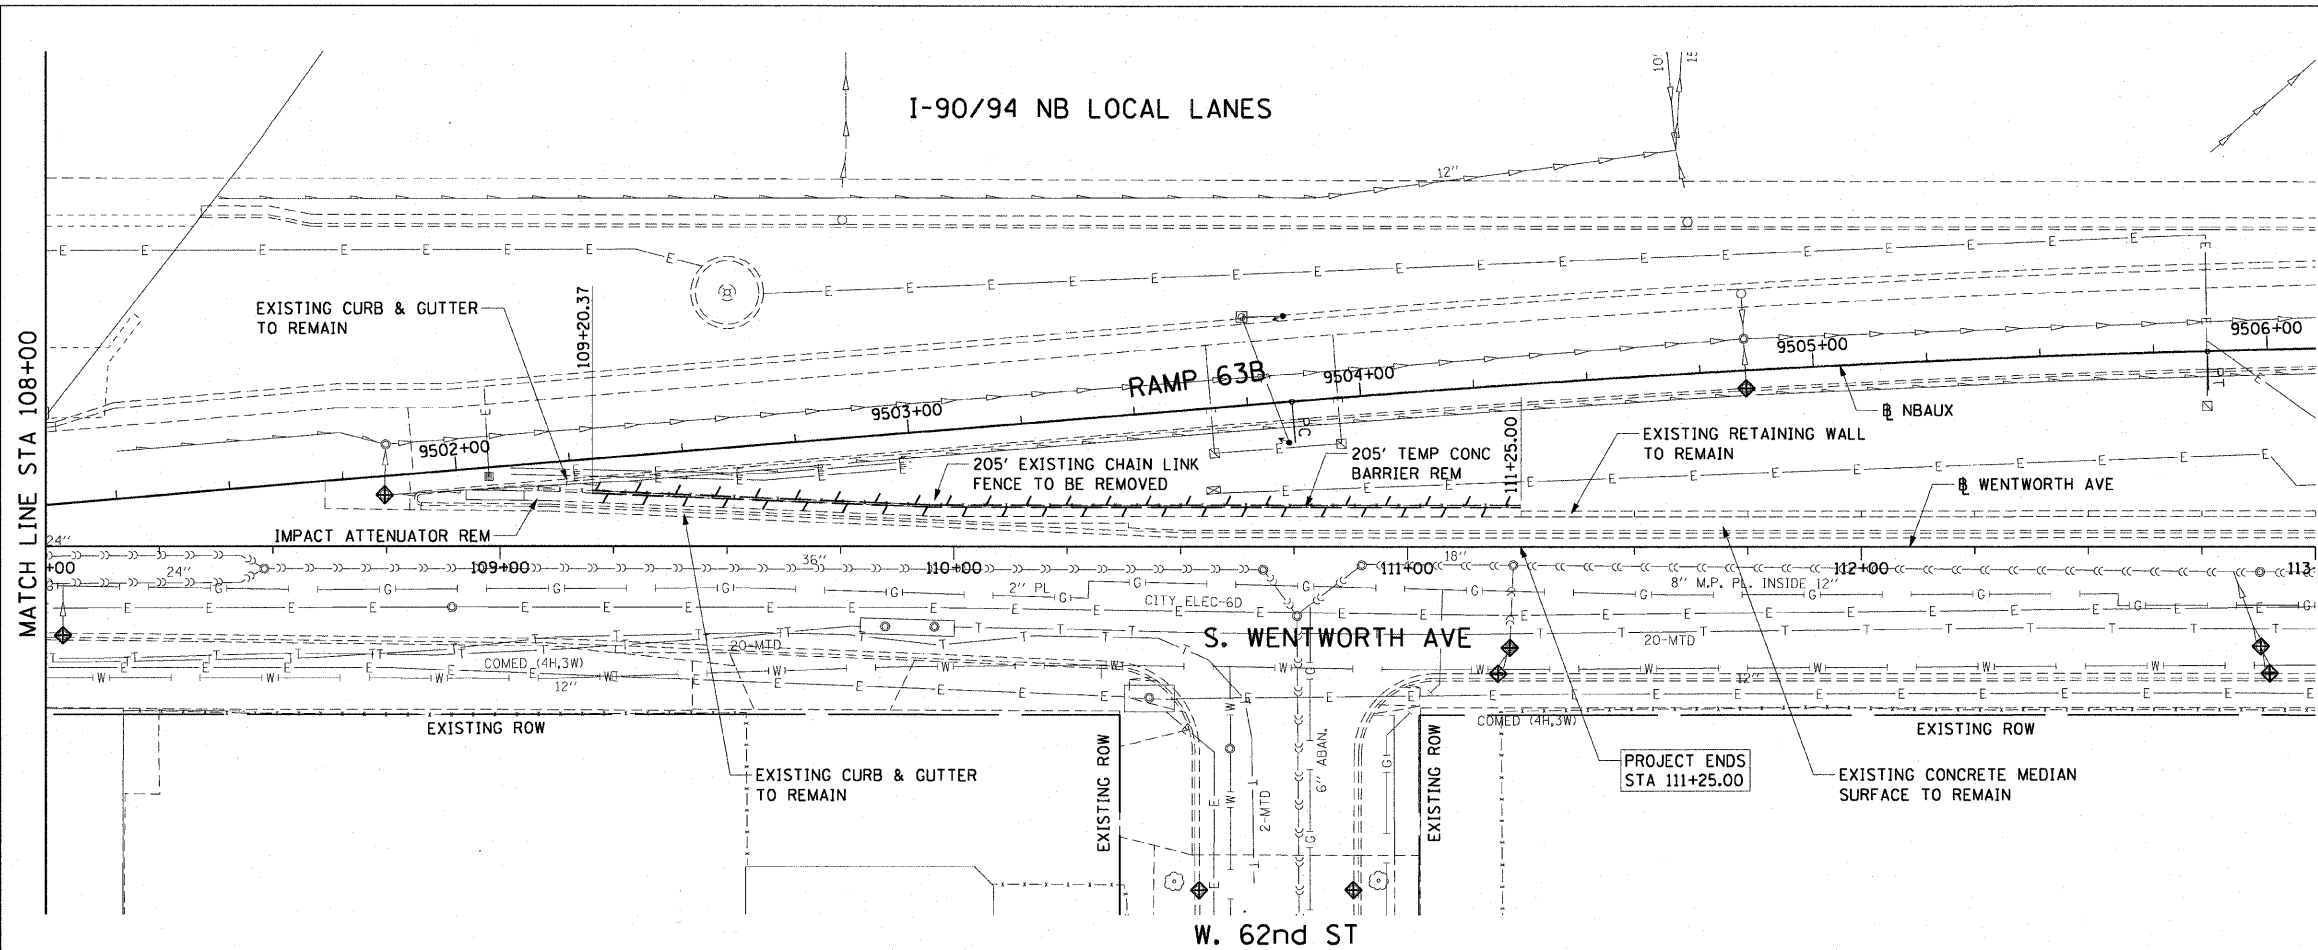 I-90/94 NB LOCAL LANES
10'
12''
MATCH LINE STA 108+00
EXISTING CURB & GUTTER
TO REMAIN
109+20.37
RAMP 63B
9502+00
9503+00
9504+00
9505+00
9506+00
PC
PT
℄ NBAUX
205' EXISTING CHAIN LINK
FENCE TO BE REMOVED
205' TEMP CONC
BARRIER REM
111+25.00
EXISTING RETAINING WALL
TO REMAIN
℄ WENTWORTH AVE
IMPACT ATTENUATOR REM
24''
+00
24''
109+00
36''
110+00
18''
111+00
112+00
113
2'' PL
8'' M.P. PL. INSIDE 12''
CITY ELEC-6D
S. WENTWORTH AVE
20-MTD
20-MTD
COMED (4H,3W)
12''
12''
COMED (4H,3W)
EXISTING ROW
EXISTING ROW
EXISTING ROW
EXISTING ROW
EXISTING CURB & GUTTER
TO REMAIN
2-MTD
6'' ABAN.
PROJECT ENDS
STA 111+25.00
EXISTING CONCRETE MEDIAN
SURFACE TO REMAIN
W. 62nd ST